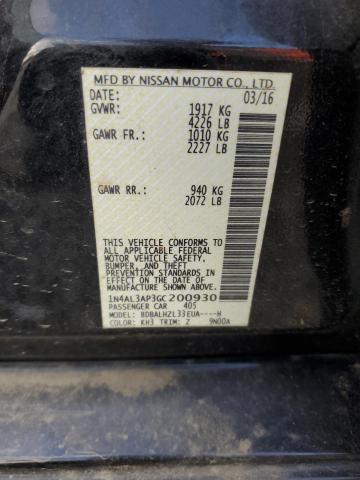 MFD BY NISSAN MOTOR CO., LTD.
DATE: 03/16
GVWR: 1917 KG
4226 LB
GAWR FR.: 1010 KG
2227 LB
GAWR RR.: 940 KG
2072 LB
THIS VEHICLE CONFORMS TO ALL
APPLICABLE FEDERAL
MOTOR VEHICLE SAFETY,
BUMPER, AND THEFT
PREVENTION STANDARDS
IN EFFECT ON THE DATE OF
MANUFACTURE SHOWN ABOVE.
1N4AL3AP3GC200930
PASSENGER CAR 405
MODEL: BDBALHZL33EUA----H
COLOR: KH3 TRIM: Z 9N00A